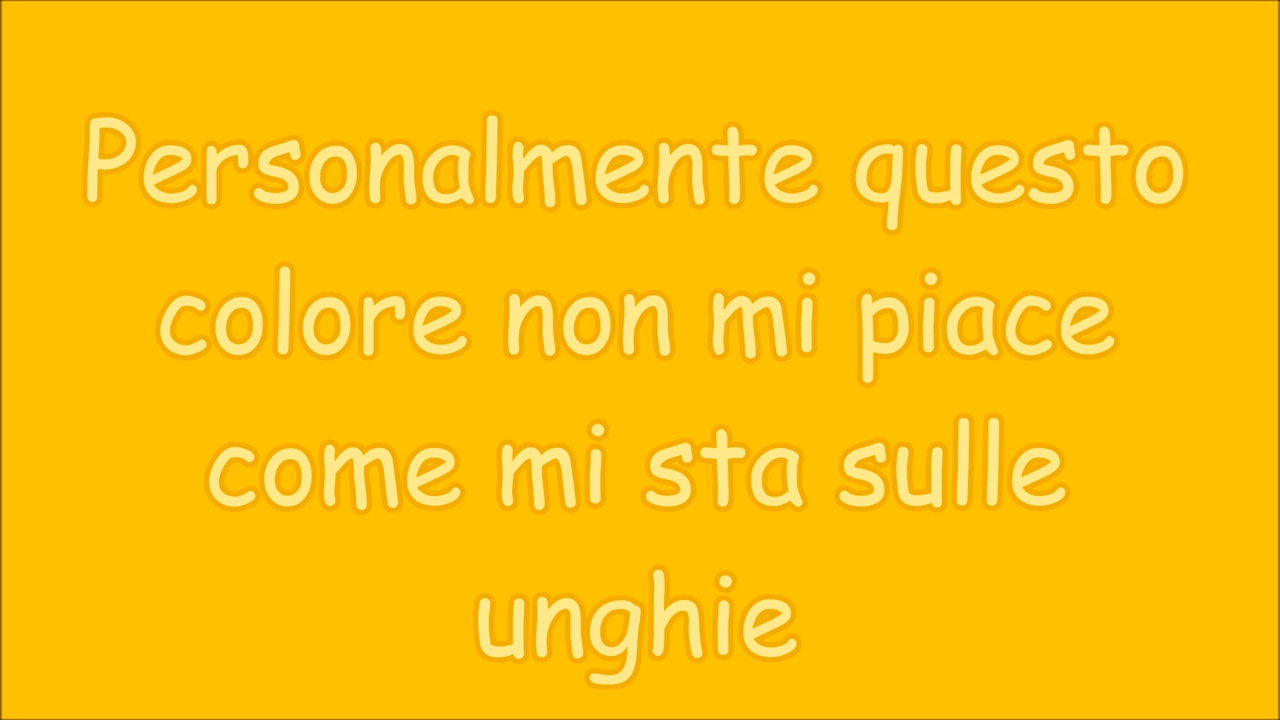 Personalmente questo
colore non mi piace
come mi sta sulle
unghie